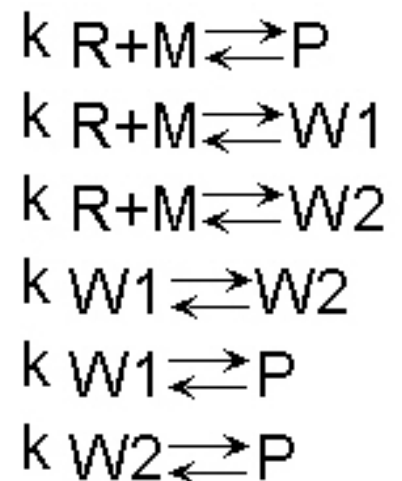 k R+M⇄P
k R+M⇄W1
k R+M⇄W2
k W1⇄W2
k W1⇄P
k W2⇄P